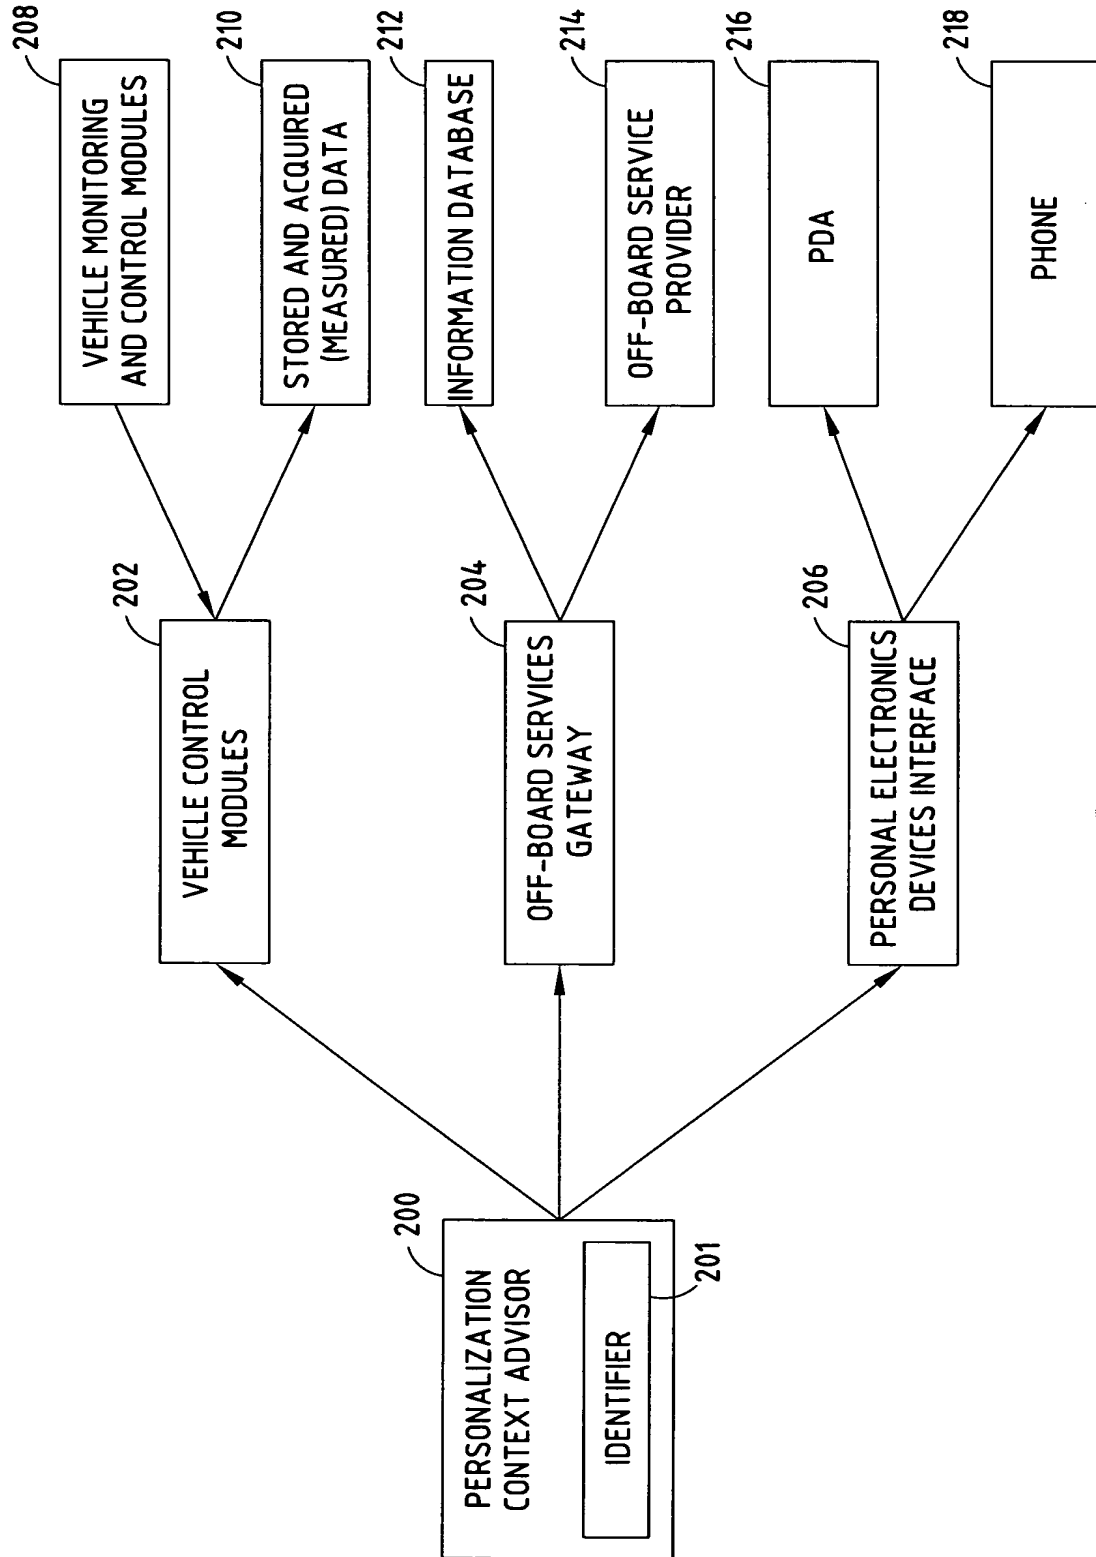 200
PERSONALIZATION
CONTEXT ADVISOR
IDENTIFIER
201
202
VEHICLE CONTROL
MODULES
204
OFF-BOARD SERVICES
GATEWAY
206
PERSONAL ELECTRONICS
DEVICES INTERFACE
208
VEHICLE MONITORING
AND CONTROL MODULES
210
STORED AND ACQUIRED
(MEASURED) DATA
212
INFORMATION DATABASE
214
OFF-BOARD SERVICE
PROVIDER
216
PDA
218
PHONE